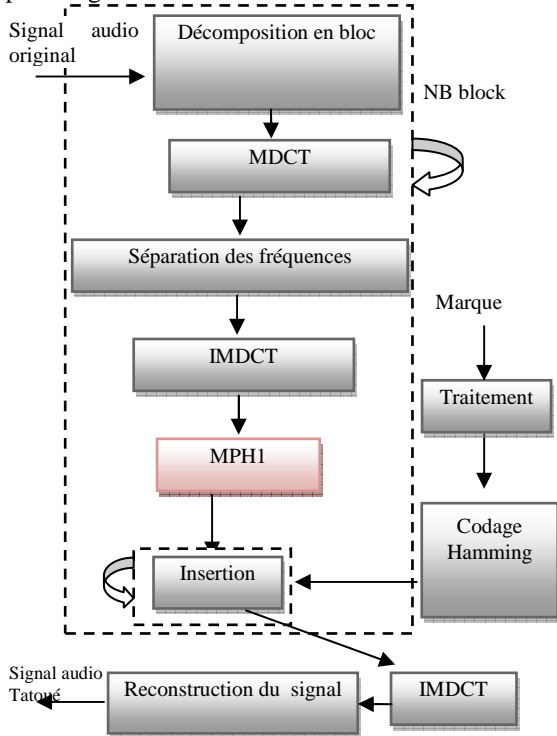 Signal audio
original
Décomposition en bloc
NB block
MDCT
Séparation des fréquences
Marque
IMDCT
Traitement
MPH1
Codage
Hamming
Insertion
Signal audio
Tatoué
Reconstruction du signal
IMDCT